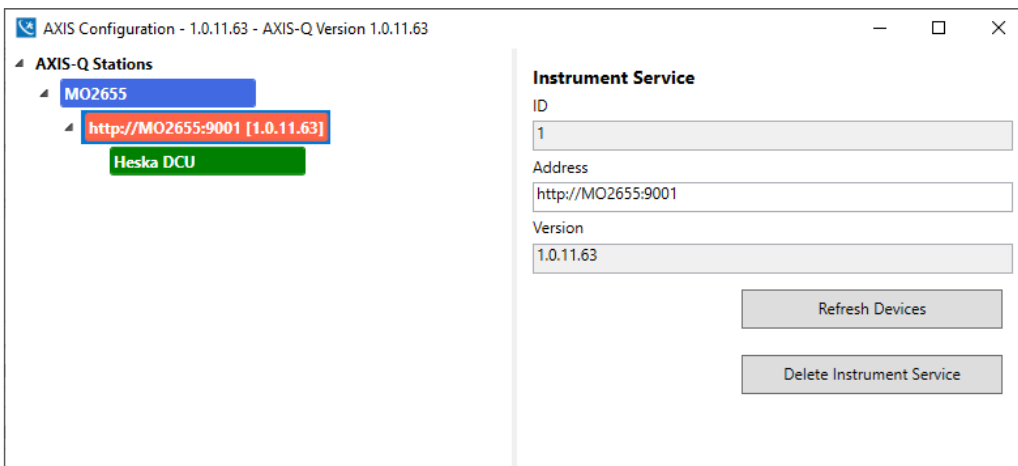 AXIS Configuration - 1.0.11.63 - AXIS-Q Version 1.0.11.63
AXIS-Q Stations
MO2655
http://MO2655:9001 [1.0.11.63]
Heska DCU
Instrument Service
ID
1
Address
http://MO2655:9001
Version
1.0.11.63
Refresh Devices
Delete Instrument Service